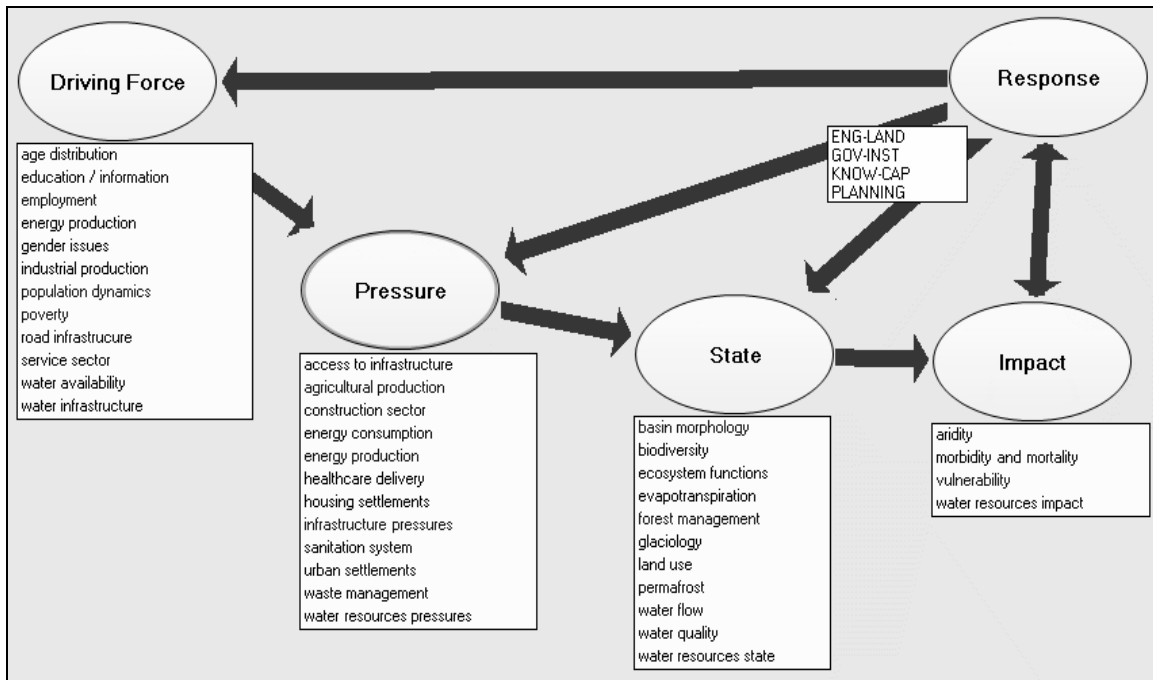 Driving Force
age distribution
education / information
employment
energy production
gender issues
industrial production
population dynamics
poverty
road infrastrucure
service sector
water availability
water infrastructure
Response
ENG-LAND
GOV-INST
KNOW-CAP
PLANNING
Pressure
access to infrastructure
agricultural production
construction sector
energy consumption
energy production
healthcare delivery
housing settlements
infrastructure pressures
sanitation system
urban settlements
waste management
water resources pressures
State
basin morphology
biodiversity
ecosystem functions
evapotranspiration
forest management
glaciology
land use
permafrost
water flow
water quality
water resources state
Impact
aridity
morbidity and mortality
vulnerability
water resources impact